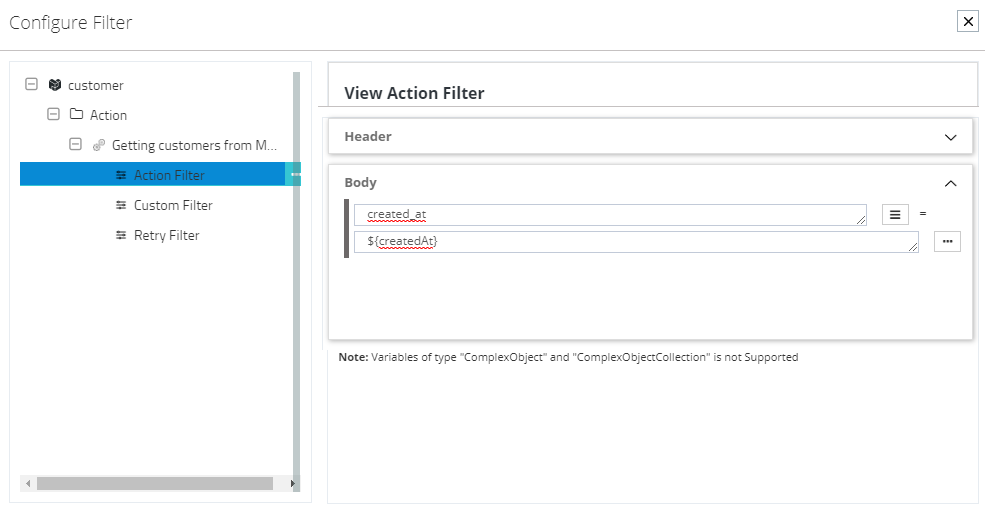 Configure Filter
customer
Action
Getting customers from M...
Action Filter
Custom Filter
Retry Filter
View Action Filter
Header
Body
created_at
=
${createdAt}
Note: Variables of type "ComplexObject" and "ComplexObjectCollection" is not Supported